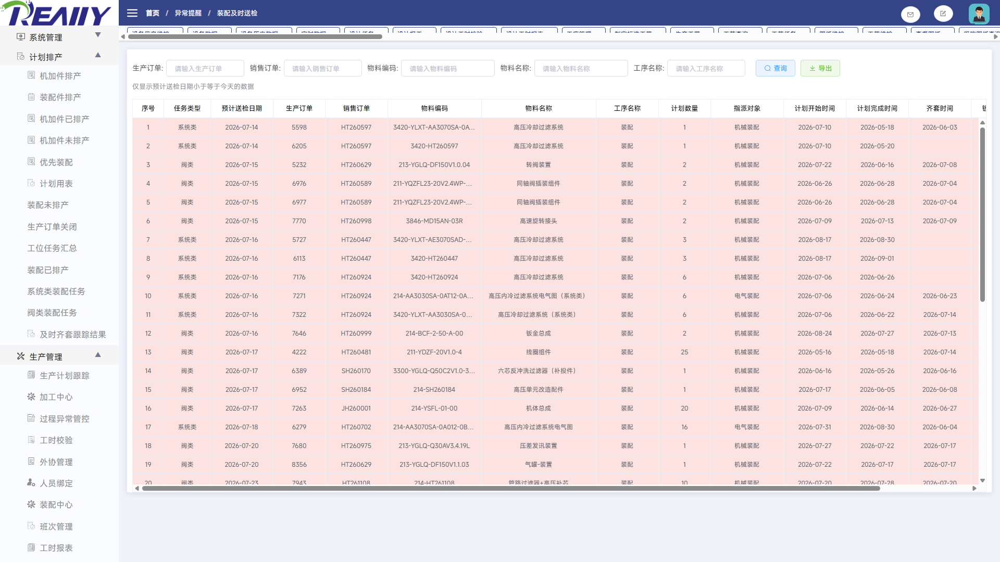 REALLY
首页 / 异常提醒 / 装配及时送检
系统管理
计划排产
机加件排产
装配件排产
机加件已排产
机加件未排产
优先装配
计划用表
装配未排产
生产订单关闭
工位任务汇总
装配已排产
系统类装配任务
阀类装配任务
及时齐套跟踪结果
生产管理
生产计划跟踪
加工中心
过程异常管控
工时校验
外协管理
人员绑定
装配中心
班次管理
工时报表
生产订单: 请输入生产订单 销售订单: 请输入销售订单 物料编码: 请输入物料编码 物料名称: 请输入物料名称 工序名称: 请输入工序名称 查询 导出
仅显示预计送检日期小于等于今天的数据
序号 任务类型 预计送检日期 生产订单 销售订单 物料编码 物料名称 工序名称 计划数量 指派对象 计划开始时间 计划完成时间 齐套时间
1 系统类 2026-07-14 5598 HT260597 3420-YLXT-AA3070SA-0A... 高压冷却过滤系统 装配 1 机械装配 2026-07-10 2026-05-18 2026-06-03
2 系统类 2026-07-14 6205 HT260597 3420-HT260597 高压冷却过滤系统 装配 1 机械装配 2026-07-10 2026-05-20
3 阀类 2026-07-15 5232 HT260629 213-YGLQ-DF150V1.0.04 转阀装置 装配 2 机械装配 2026-07-22 2026-06-16 2026-07-08
4 阀类 2026-07-15 6976 HT260589 211-YQZFL23-20V2.4WP-... 同轴阀插装组件 装配 2 机械装配 2026-06-26 2026-06-28 2026-07-04
5 阀类 2026-07-15 6977 HT260589 211-YQZFL23-20V2.4WP-... 同轴阀插装组件 装配 2 机械装配 2026-06-26 2026-06-28 2026-07-04
6 阀类 2026-07-15 7770 HT260998 3846-MD15AN-03R 高速旋转接头 装配 2 机械装配 2026-07-09 2026-07-13 2026-07-09
7 系统类 2026-07-16 5727 HT260447 3420-YLXT-AE3070SAD-... 高压冷却过滤系统 装配 3 机械装配 2026-08-17 2026-08-30
8 系统类 2026-07-16 6113 HT260447 3420-HT260447 高压冷却过滤系统 装配 3 机械装配 2026-08-17 2026-09-01
9 系统类 2026-07-16 7176 HT260924 3420-HT260924 高压冷却过滤系统 装配 6 机械装配 2026-07-06 2026-06-26
10 系统类 2026-07-16 7271 HT260924 214-AA3030SA-0AT12-0A... 高压内冷过滤系统电气图（系统类） 装配 6 电气装配 2026-07-06 2026-06-24 2026-06-23
11 系统类 2026-07-16 7322 HT260924 3420-YLXT-AA3030SA-0... 高压冷却过滤系统（系统类） 装配 6 机械装配 2026-07-06 2026-06-22 2026-07-14
12 阀类 2026-07-16 7646 HT260999 214-BCF-2-50-A-00 钣金总成 装配 2 机械装配 2026-08-24 2026-07-27 2026-07-13
13 阀类 2026-07-17 4222 HT260481 211-YDZF-20V1.0-4 线圈组件 装配 25 机械装配 2026-05-16 2026-05-18 2026-07-14
14 阀类 2026-07-17 6389 SH260170 3300-YGLQ-Q50C2V1.0-3... 六芯反冲洗过滤器（补投件） 装配 1 机械装配 2026-06-16 2026-05-26 2026-06-16
15 阀类 2026-07-17 6952 SH260184 214-SH260184 高压单元改造配件 装配 1 机械装配 2026-07-17 2026-06-05 2026-06-08
16 阀类 2026-07-17 7263 JH260001 214-YSFL-01-00 机体总成 装配 20 机械装配 2026-07-09 2026-06-14 2026-06-27
17 系统类 2026-07-18 6279 HT260702 214-AA3070SA-0A012-0B... 高压内冷过滤系统电气图 装配 16 电气装配 2026-07-31 2026-08-30 2026-06-04
18 阀类 2026-07-20 7680 HT260975 213-YGLQ-Q30AV3.4.19L 压差发讯装置 装配 1 机械装配 2026-07-27 2026-07-22 2026-07-17
19 阀类 2026-07-20 8356 HT260629 213-YGLQ-DF150V1.1.03 气罐-装置 装配 1 机械装配 2026-07-22 2026-07-17 2026-07-17
20 阀类 2026-07-23 7943 HT261108 214-HT261108 管路过滤器+高压补芯 装配 10 机械装配 2026-07-20 2026-07-28 2026-07-20